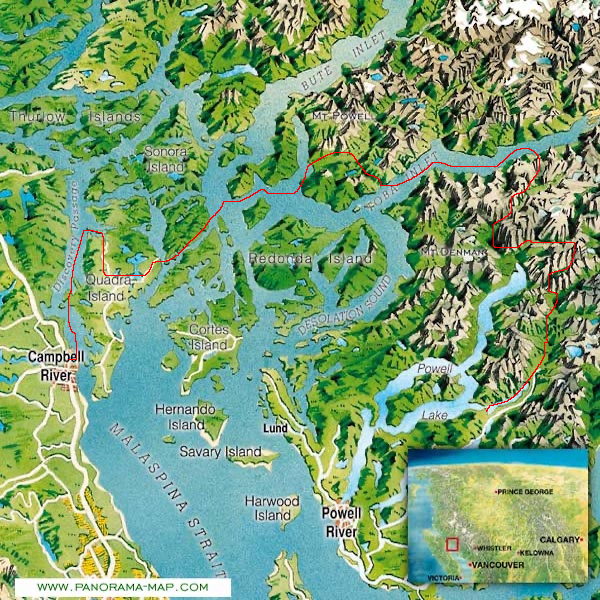 BUTE INLET
MT POWEL
Thurlow Islands
Sonora
Island
TOBA INLET
Discovery Passage
Quadra
Island
Redonda Island
MT DENMAN
DESOLATION SOUND
Cortes
Island
Campbell
River
Powell
Lake
Hernando
Island
Lund
Savary Island
MALASPINA STRAIT
Harwood
Island
Powell
River
PRINCE GEORGE
CALGARY
WHISTLER
KELOWNA
VANCOUVER
VICTORIA
WWW.PANORAMA-MAP.COM